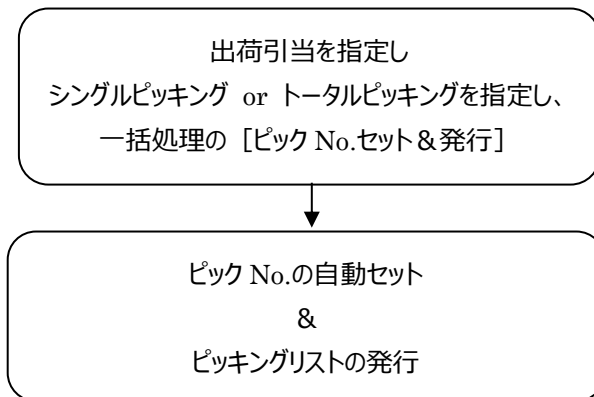 出荷引当を指定し
シングルピッキング or トータルピッキングを指定し、
一括処理の［ピック No.セット＆発行］
ピック No.の自動セット
＆
ピッキングリストの発行